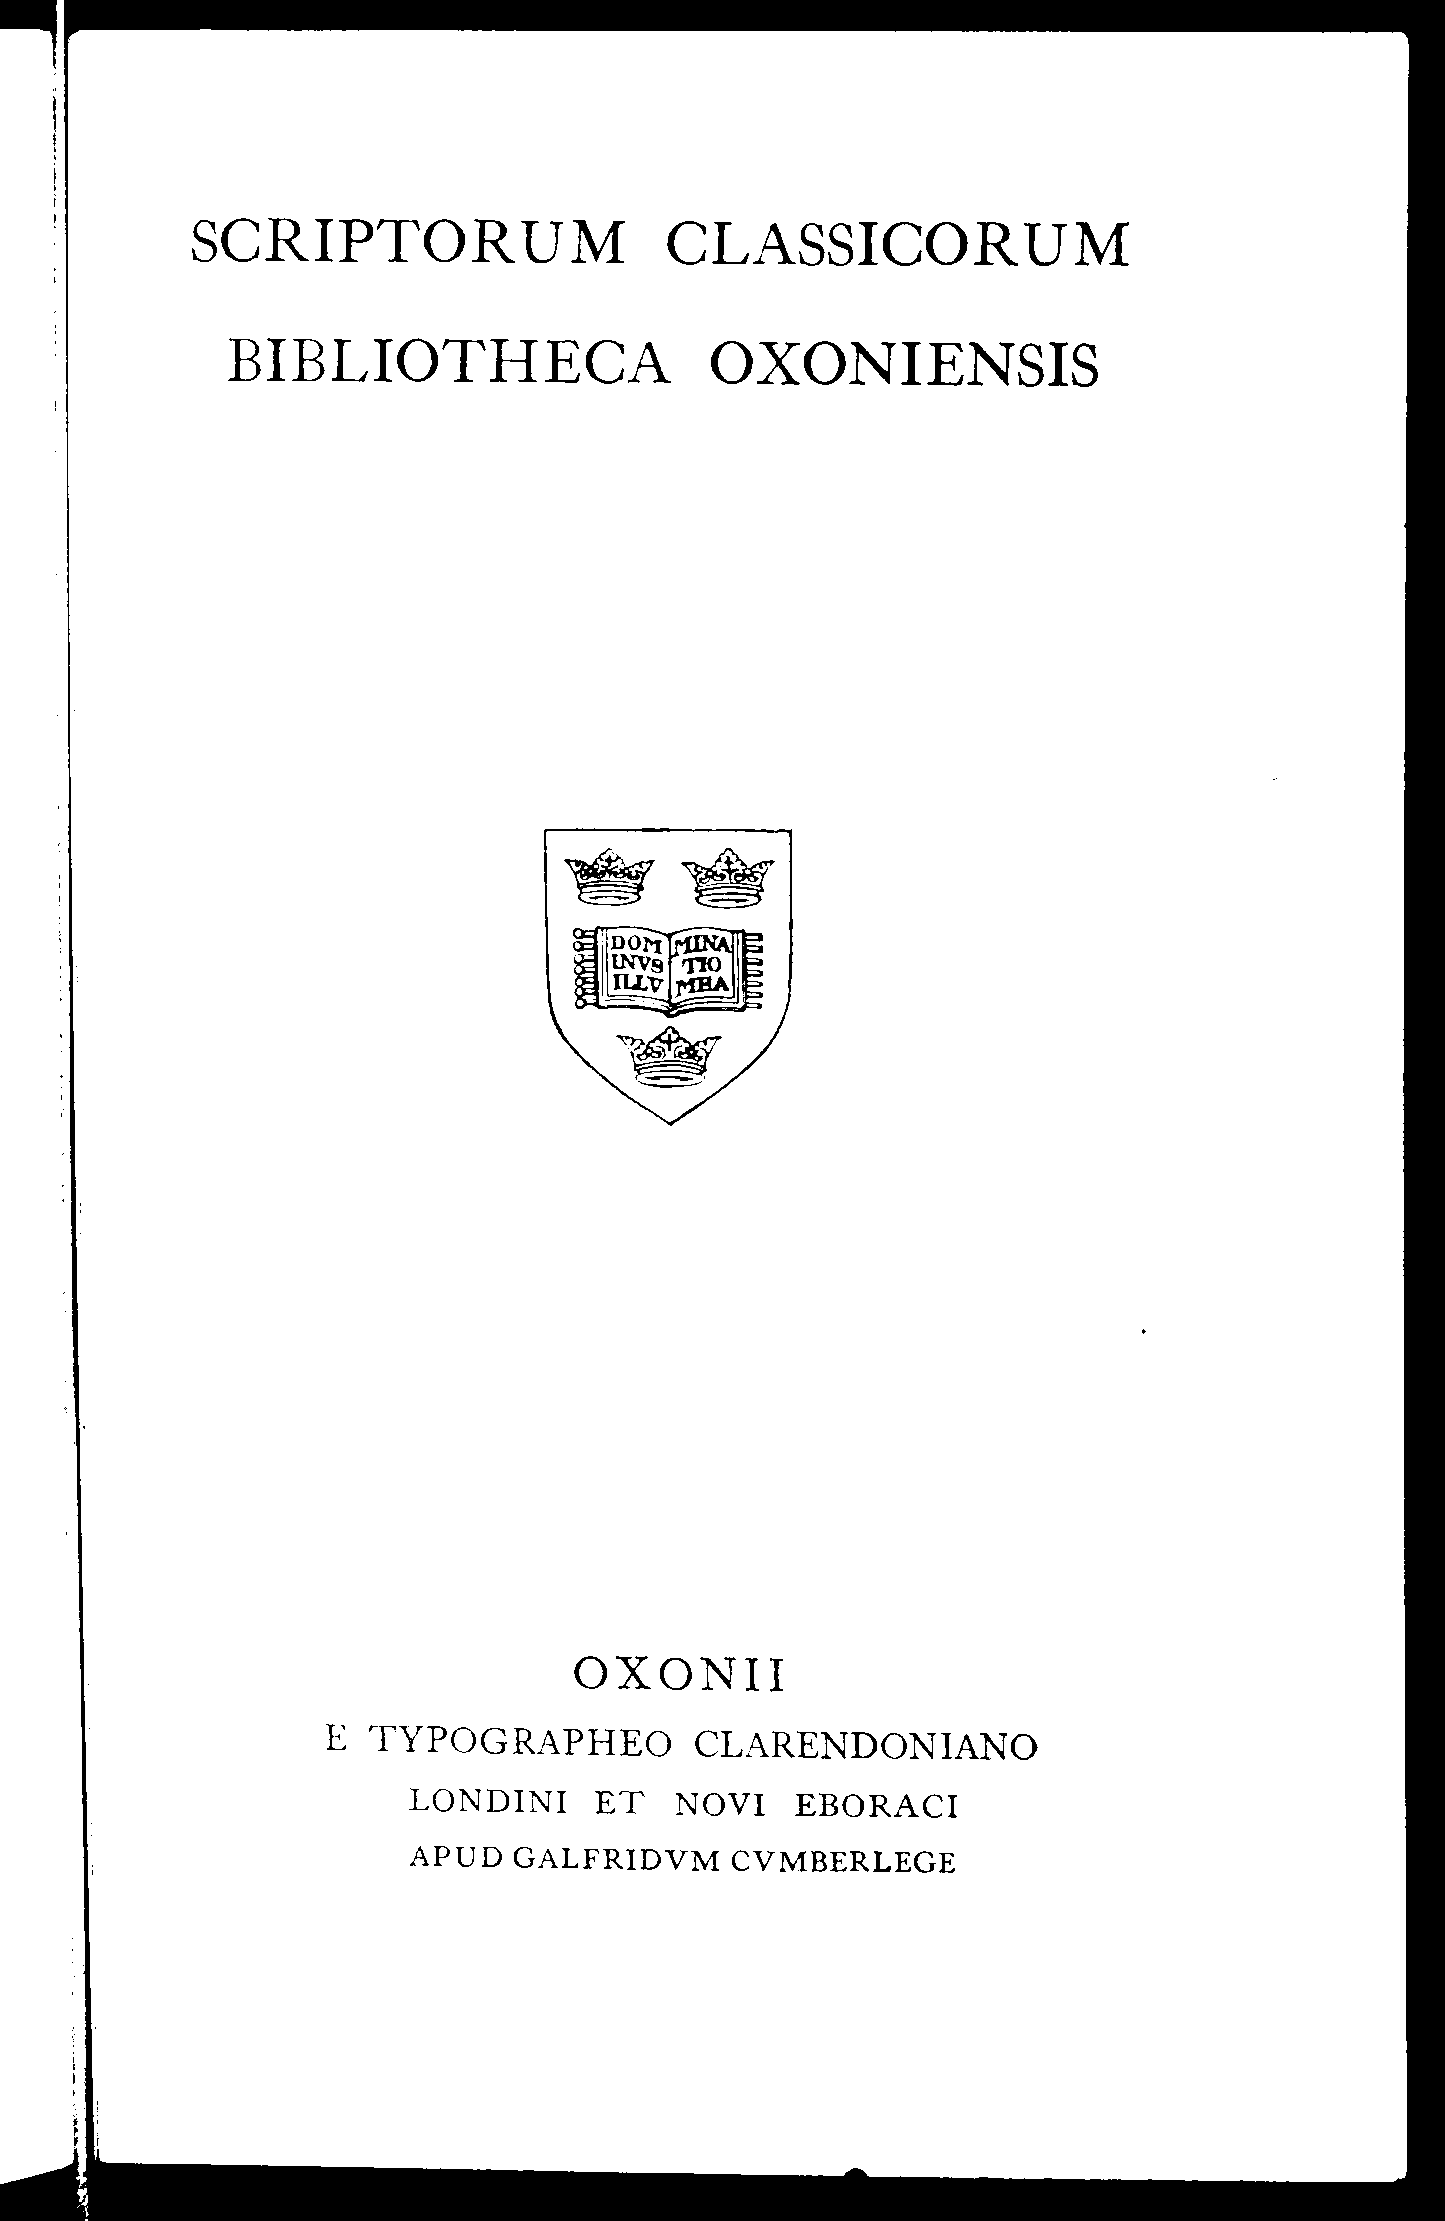 SCRIPTORUM CLASSICORUM
BIBLIOTHECA OXONIENSIS
DOM MINA
INVS TIO
ILLV MEA
OXONII
E TYPOGRAPHEO CLARENDONIANO
LONDINI ET NOVI EBORACI
APUD GALFRIDVM CVMBERLEGE